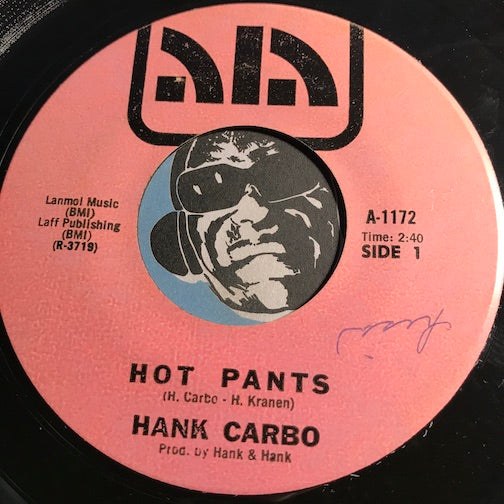 Lanmol Music
(BMI)
Laff Publishing
(BMI)
(R-3719)
A-1172
Time: 2:40
SIDE 1
HOT PANTS
(H. Carbo - H. Kranen)
HANK CARBO
Prod. by Hank & Hank